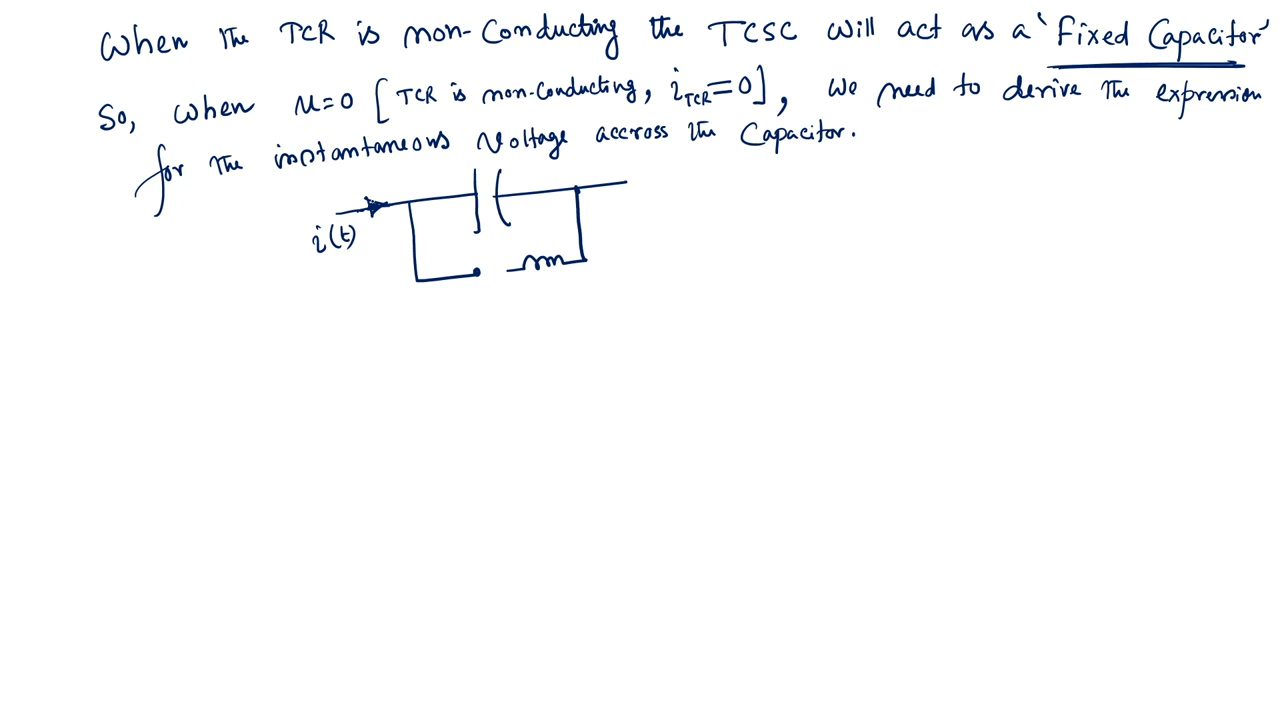 When the TCR is non-Conducting the TCSC will act as a 'Fixed Capacitor'
So, when u=0 [TCR is non-Conducting, i_TCR=0], We need to derive the expression
for the instantaneous Voltage accross the Capacitor.
i(t)